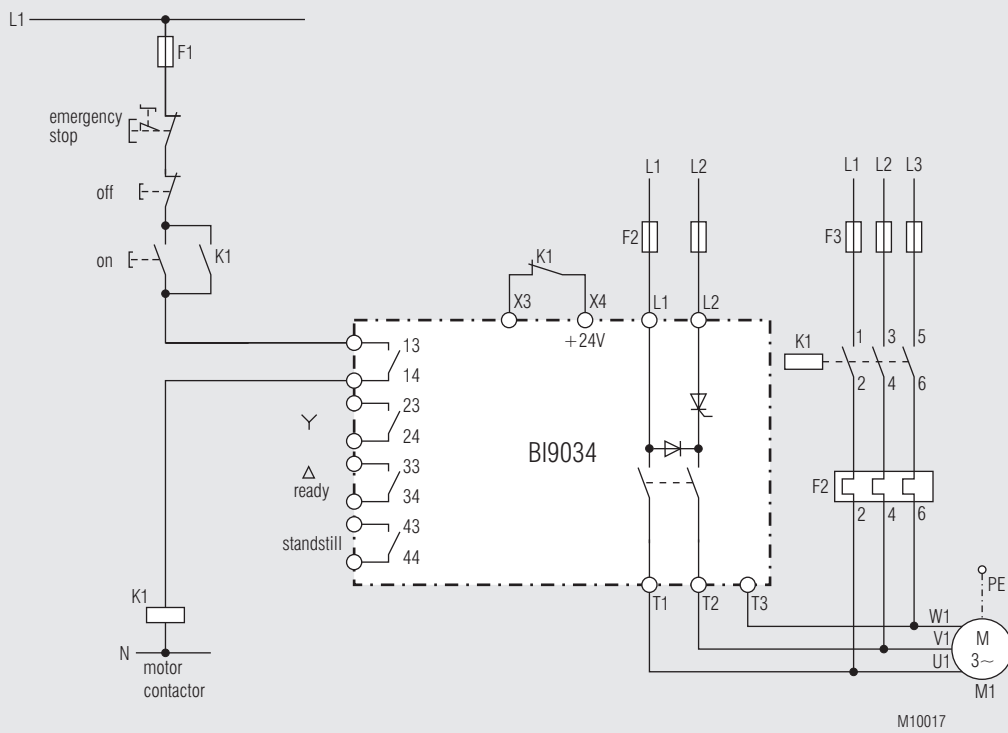 L1
F1
emergency
stop
off
on
K1
K1
X3
X4
+24V
L1
L2
F2
L1
L2
L1
L2
L3
F3
K1
1
3
5
2
4
6
13
14
23
24
33
34
43
44
ready
standstill
BI9034
F2
2
4
6
T1
T2
T3
PE
W1
V1
U1
M
3~
M1
K1
N
motor
contactor
M10017